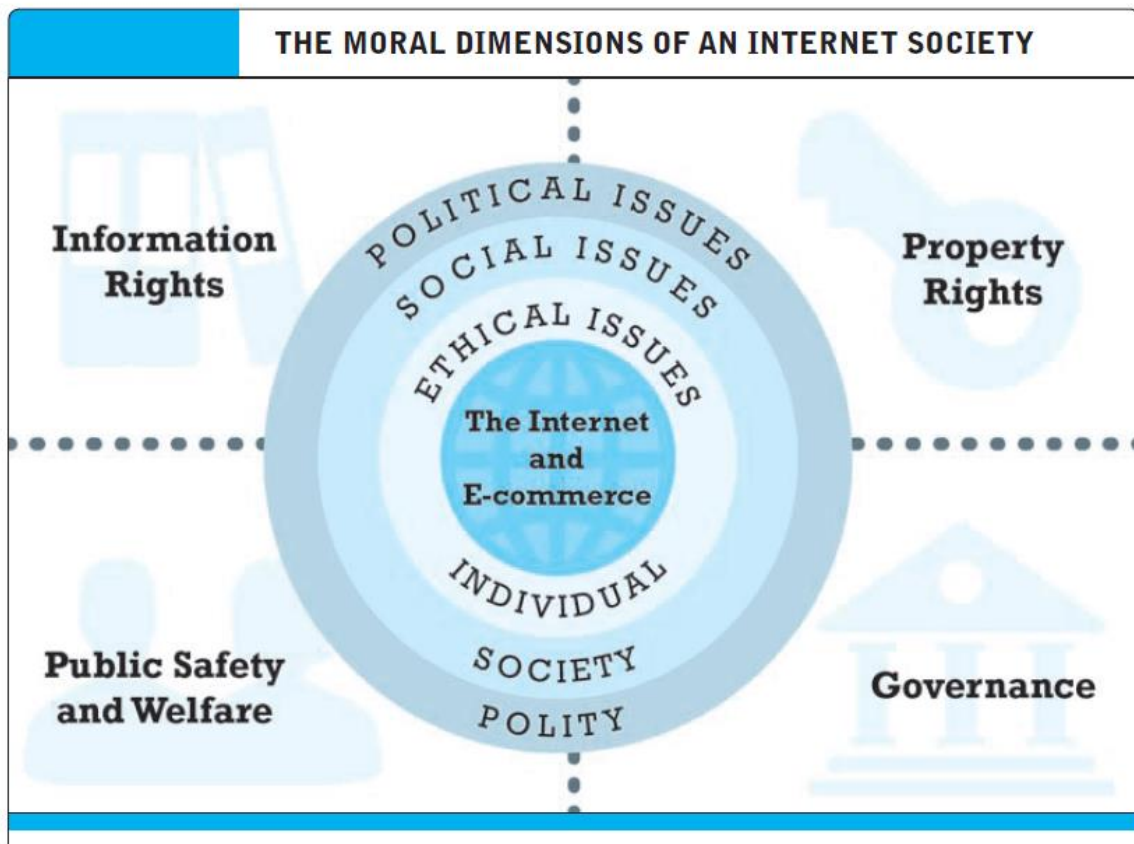 THE MORAL DIMENSIONS OF AN INTERNET SOCIETY
Information
Rights
Property
Rights
POLITICAL ISSUES
SOCIAL ISSUES
ETHICAL ISSUES
The Internet
and
E-commerce
INDIVIDUAL
SOCIETY
POLITY
Public Safety
and Welfare
Governance